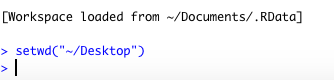 [Workspace loaded from ~/Documents/.RData]
> setwd("~/Desktop")
>